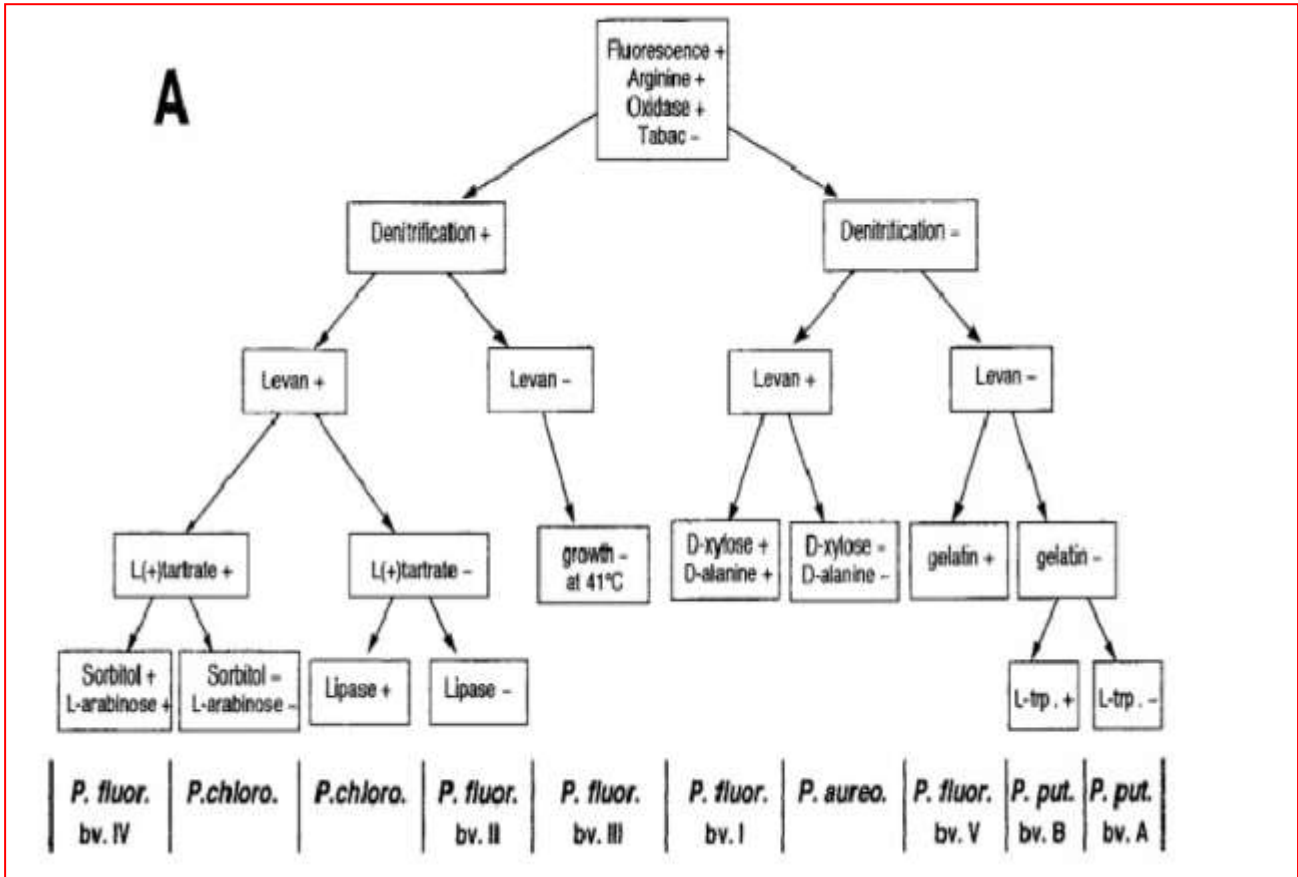 A
Fluorescence +
Arginine +
Oxidase +
Tabac –
Denitrification +
Denitrification =
Levan +
Levan –
Levan +
Levan –
L(+)tartrate +
L(+)tartrate –
growth –
at 41°C
D-xylose +
D-alanine +
D-xylose =
D-alanine –
gelatin +
gelatin –
Sorbitol +
L-arabinose +
Sorbitol =
L-arabinose –
Lipase +
Lipase –
L-trp . +
L-trp . –
P. fluor.
bv. IV
P.chloro.
P.chloro.
P. fluor.
bv. II
P. fluor.
bv. III
P. fluor.
bv. I
P. aureo.
P. fluor.
bv. V
P. put.
bv. B
P. put.
bv. A